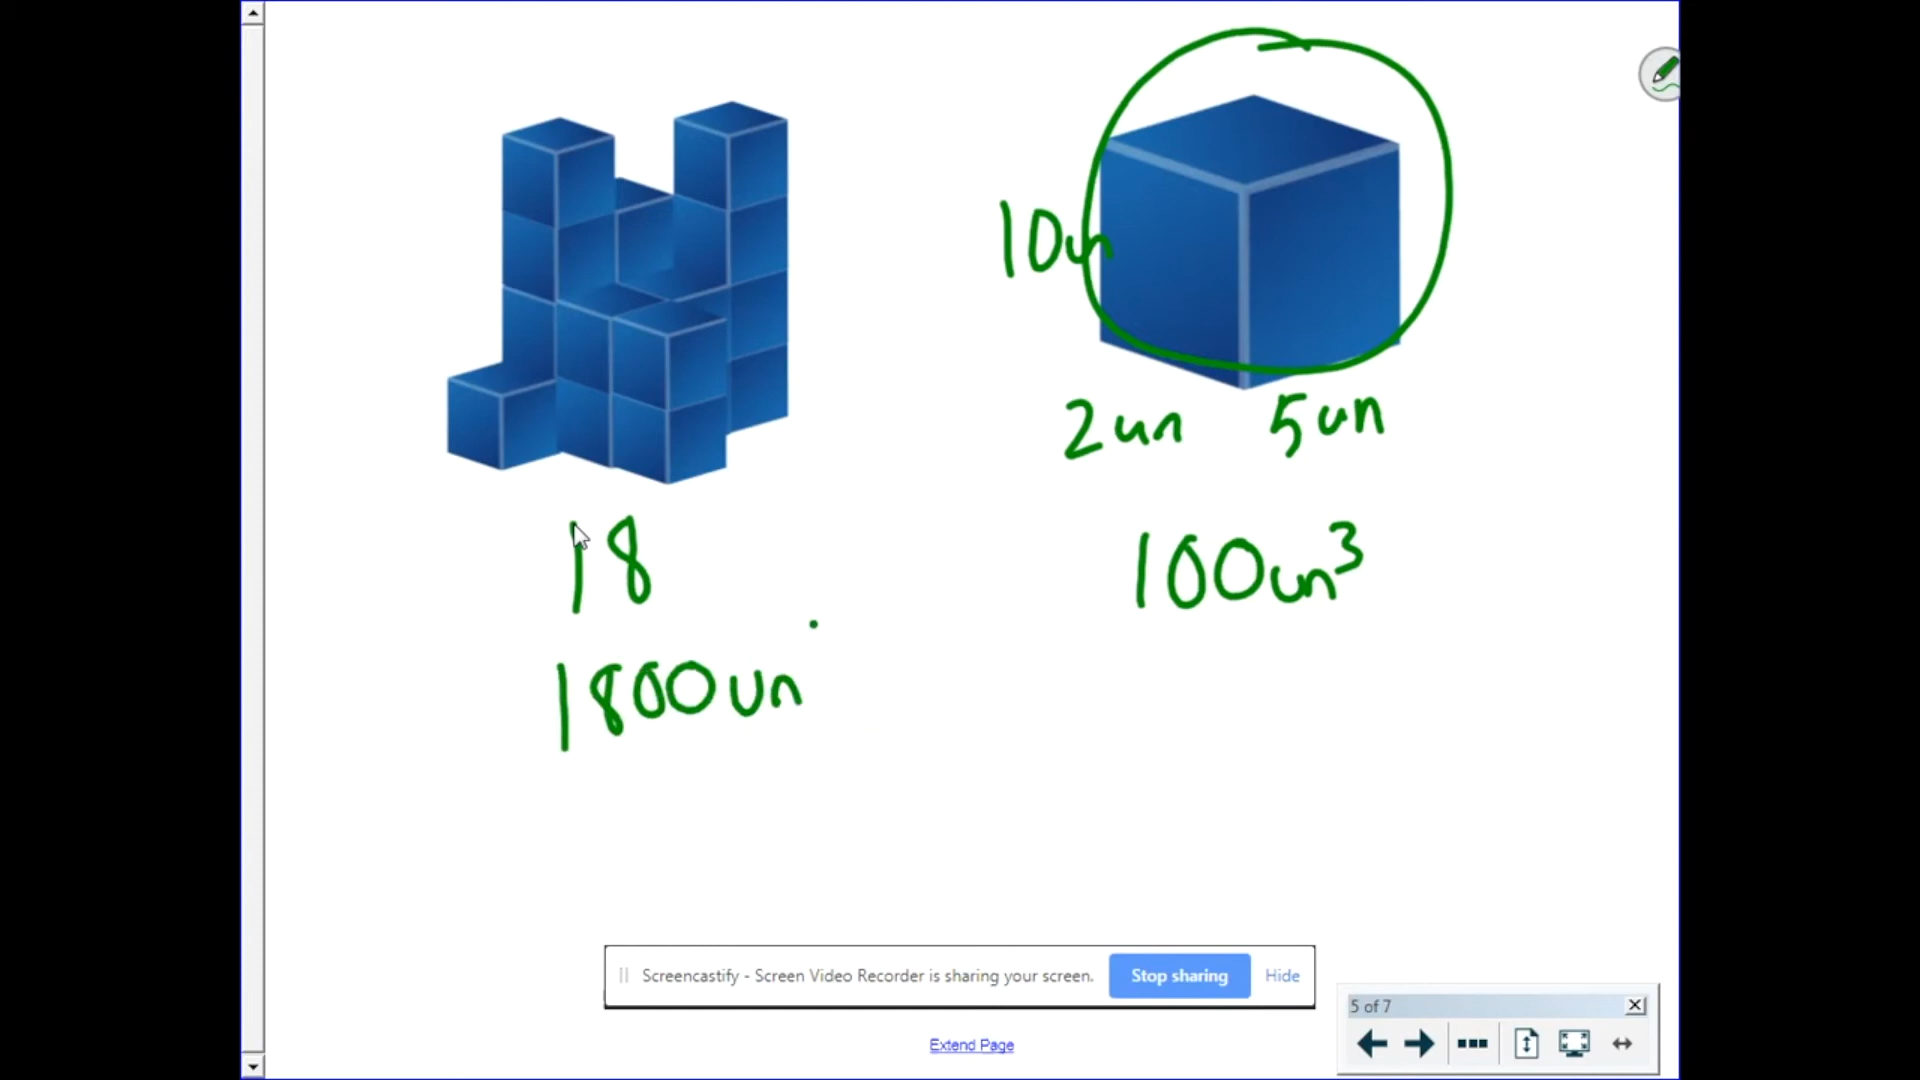 10un
2un 5un
18
100un³
1800un
Screencastify - Screen Video Recorder is sharing your screen. Stop sharing Hide
5 of 7
Extend Page